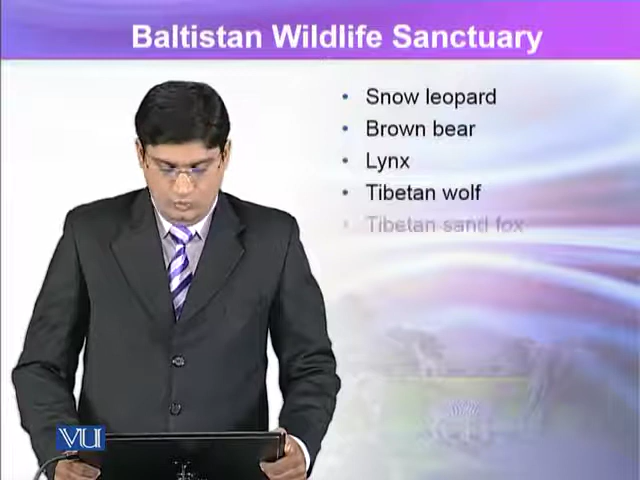 Baltistan Wildlife Sanctuary
• Snow leopard
• Brown bear
• Lynx
• Tibetan wolf
• Tibetan sand fox
VU